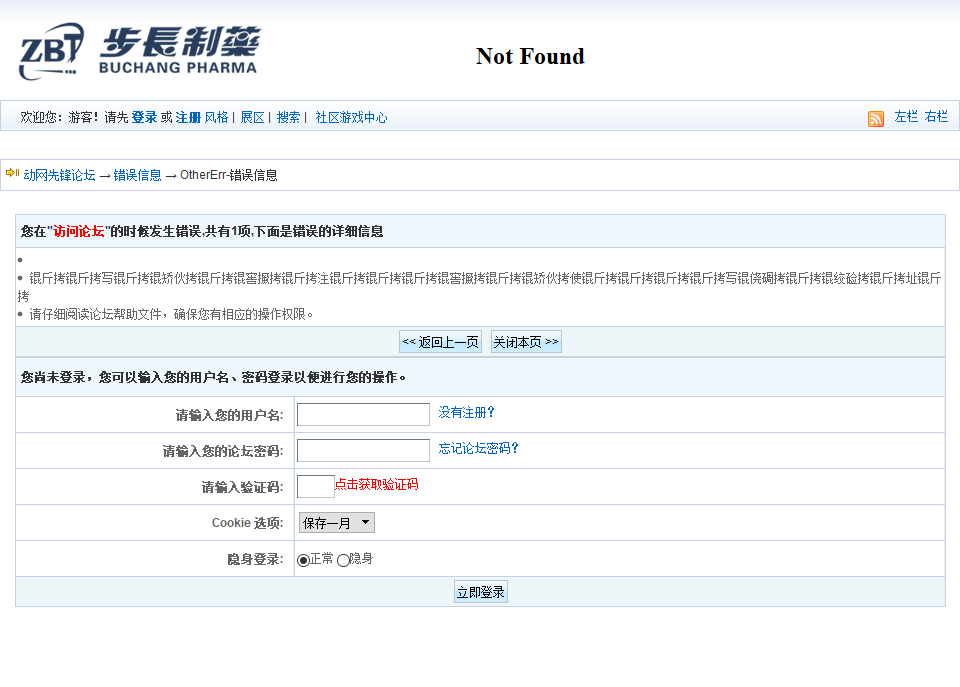 ZBT 步長制藥
BUCHANG PHARMA
Not Found
欢迎您：游客！请先 登录 或 注册 风格 | 展区 | 搜索 | 社区游戏中心
左栏 右栏
动网先锋论坛 → 错误信息 → OtherErr-错误信息
您在"访问论坛"的时候发生错误,共有1项,下面是错误的详细信息
锟斤拷锟斤拷写锟斤拷锟矫伙拷锟斤拷锟窖撅拷锟斤拷注锟斤拷锟斤拷锟斤拷锟窖撅拷锟斤拷锟矫伙拷使锟斤拷锟斤拷锟斤拷锟斤拷写锟侥碉拷锟斤拷锟绞硷拷锟斤拷址锟斤
拷
请仔细阅读论坛帮助文件，确保您有相应的操作权限。
<< 返回上一页 关闭本页 >>
您尚未登录，您可以输入您的用户名、密码登录以便进行您的操作。
请输入您的用户名: 没有注册?
请输入您的论坛密码: 忘记论坛密码?
请输入验证码: 点击获取验证码
Cookie 选项: 保存一月
隐身登录: 正常 隐身
立即登录